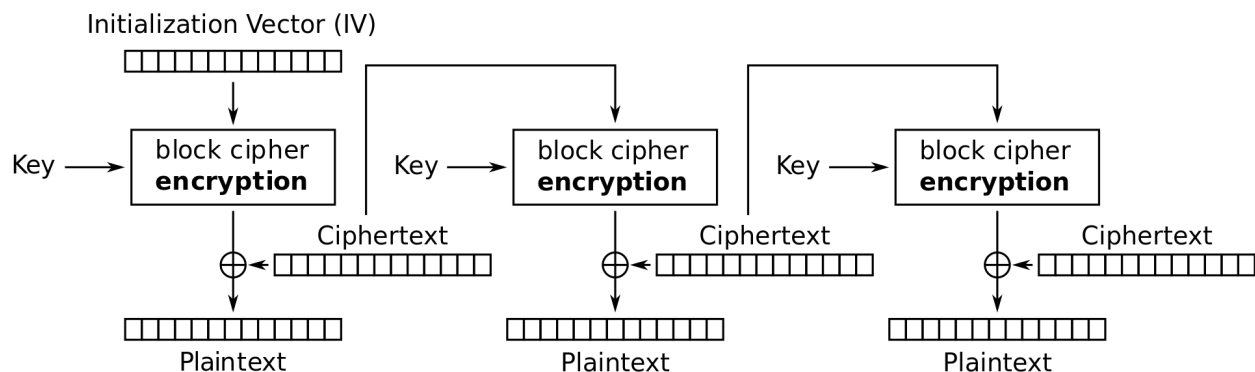 Initialization Vector (IV)
Key
block cipher
encryption
Key
block cipher
encryption
Key
block cipher
encryption
Ciphertext
Ciphertext
Ciphertext
Plaintext
Plaintext
Plaintext